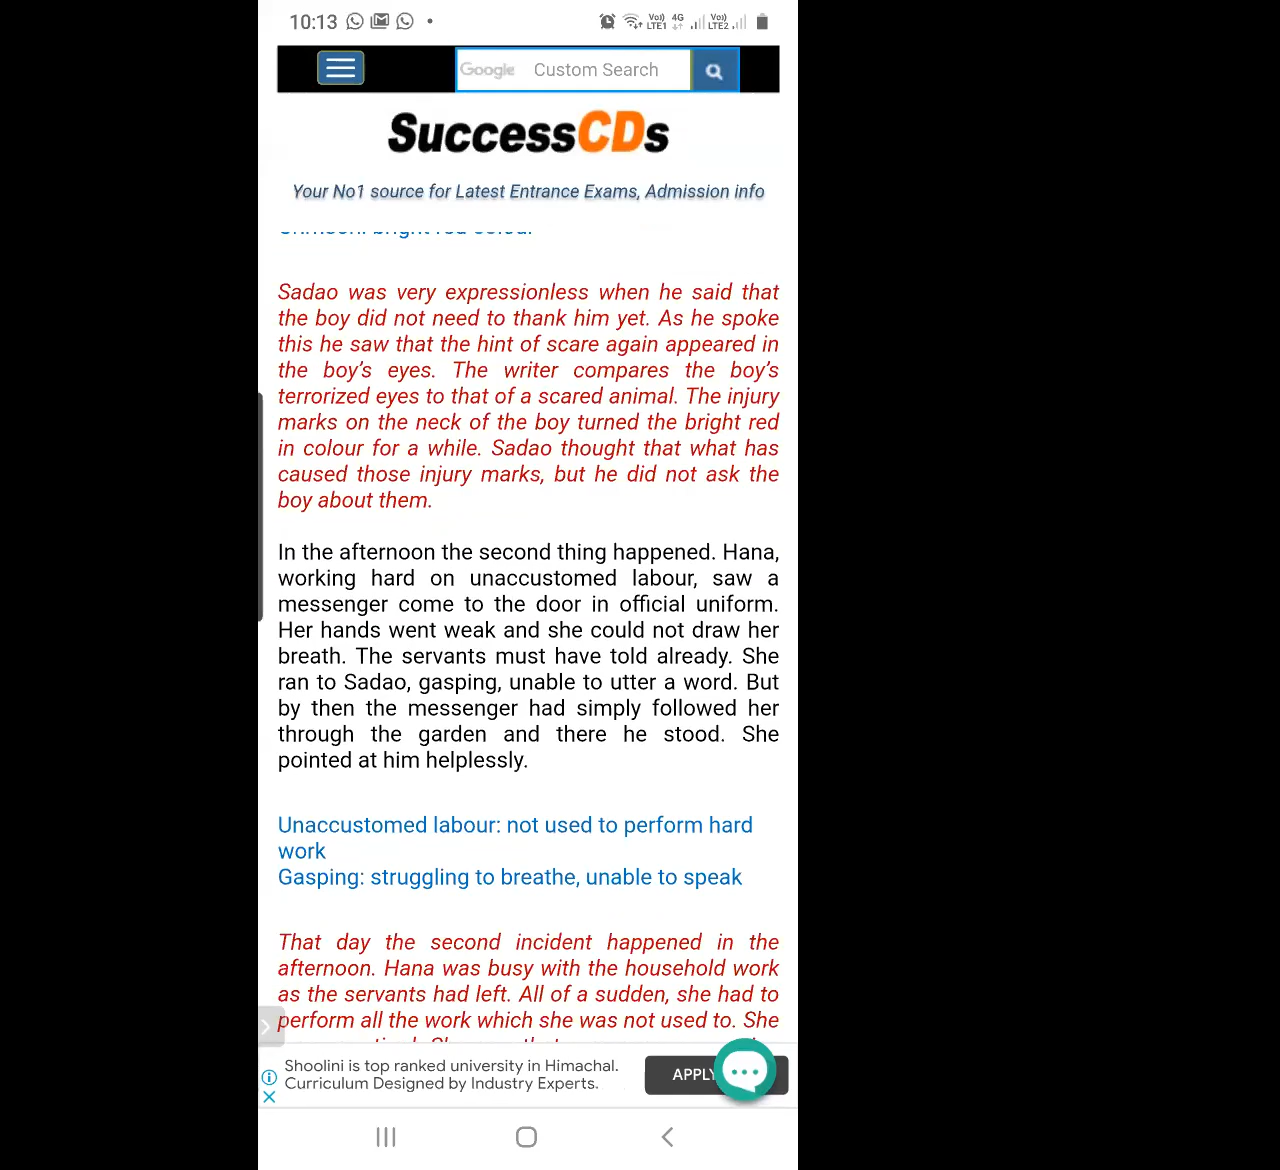 10:13
Vo)) LTE1 4G Vo)) LTE2
Google Custom Search
SuccessCDs
Your No1 source for Latest Entrance Exams, Admission info
Sadao was very expressionless when he said that
the boy did not need to thank him yet. As he spoke
this he saw that the hint of scare again appeared in
the boy's eyes. The writer compares the boy's
terrorized eyes to that of a scared animal. The injury
marks on the neck of the boy turned the bright red
in colour for a while. Sadao thought that what has
caused those injury marks, but he did not ask the
boy about them.
In the afternoon the second thing happened. Hana,
working hard on unaccustomed labour, saw a
messenger come to the door in official uniform.
Her hands went weak and she could not draw her
breath. The servants must have told already. She
ran to Sadao, gasping, unable to utter a word. But
by then the messenger had simply followed her
through the garden and there he stood. She
pointed at him helplessly.
Unaccustomed labour: not used to perform hard
work
Gasping: struggling to breathe, unable to speak
That day the second incident happened in the
afternoon. Hana was busy with the household work
as the servants had left. All of a sudden, she had to
perform all the work which she was not used to. She
Shoolini is top ranked university in Himachal.
Curriculum Designed by Industry Experts.
APPLY